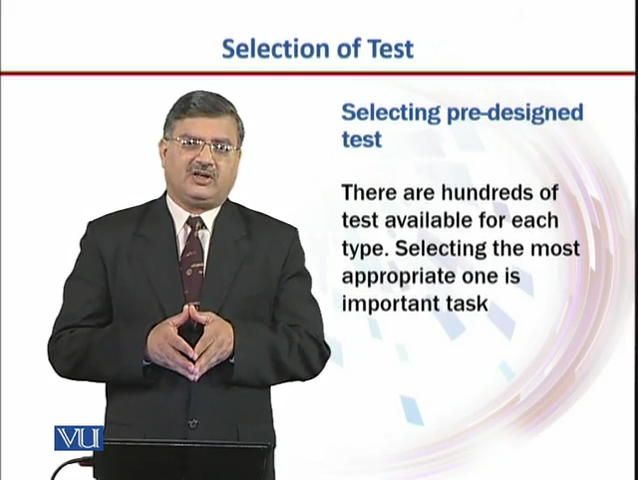 Selection of Test
Selecting pre-designed
test
There are hundreds of
test available for each
type. Selecting the most
appropriate one is
important task
VU